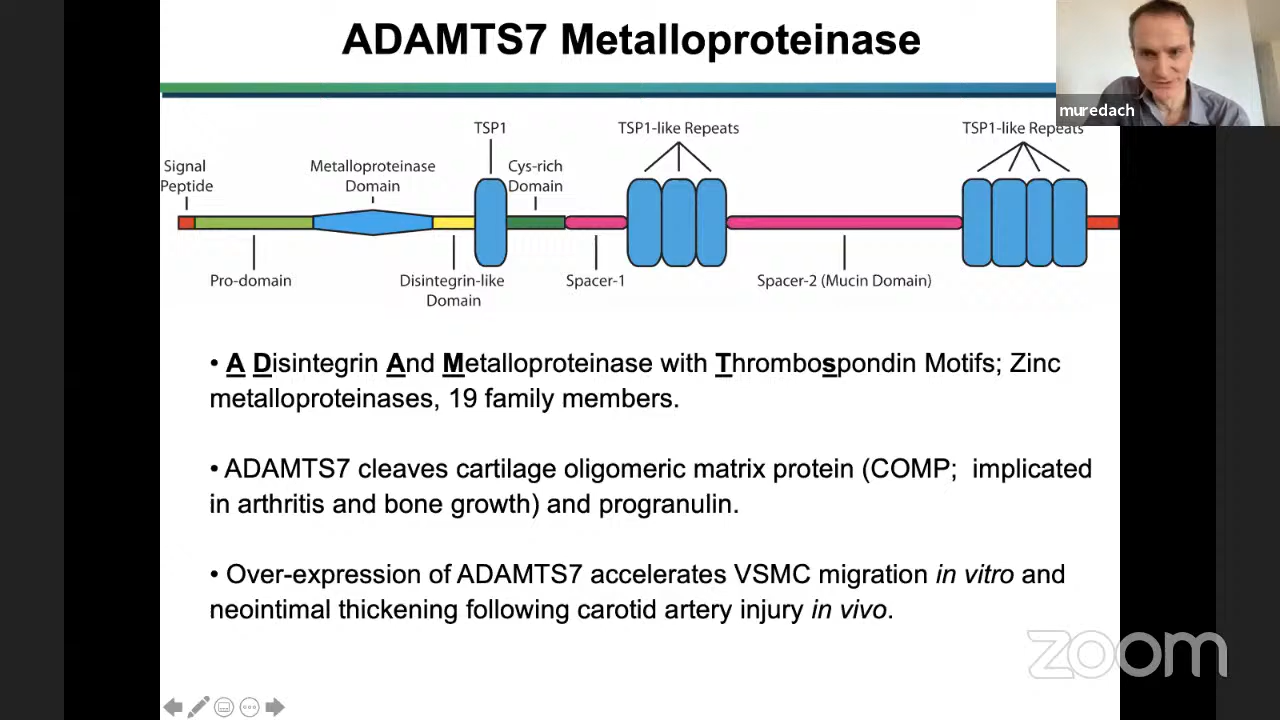 ADAMTS7 Metalloproteinase
muredach
TSP1
TSP1-like Repeats
TSP1-like Repeats
Signal
Peptide
Metalloproteinase
Domain
Cys-rich
Domain
Pro-domain
Disintegrin-like
Domain
Spacer-1
Spacer-2 (Mucin Domain)
• A Disintegrin And Metalloproteinase with Thrombospondin Motifs; Zinc
metalloproteinases, 19 family members.
• ADAMTS7 cleaves cartilage oligomeric matrix protein (COMP; implicated
in arthritis and bone growth) and progranulin.
• Over-expression of ADAMTS7 accelerates VSMC migration in vitro and
neointimal thickening following carotid artery injury in vivo.
zoom